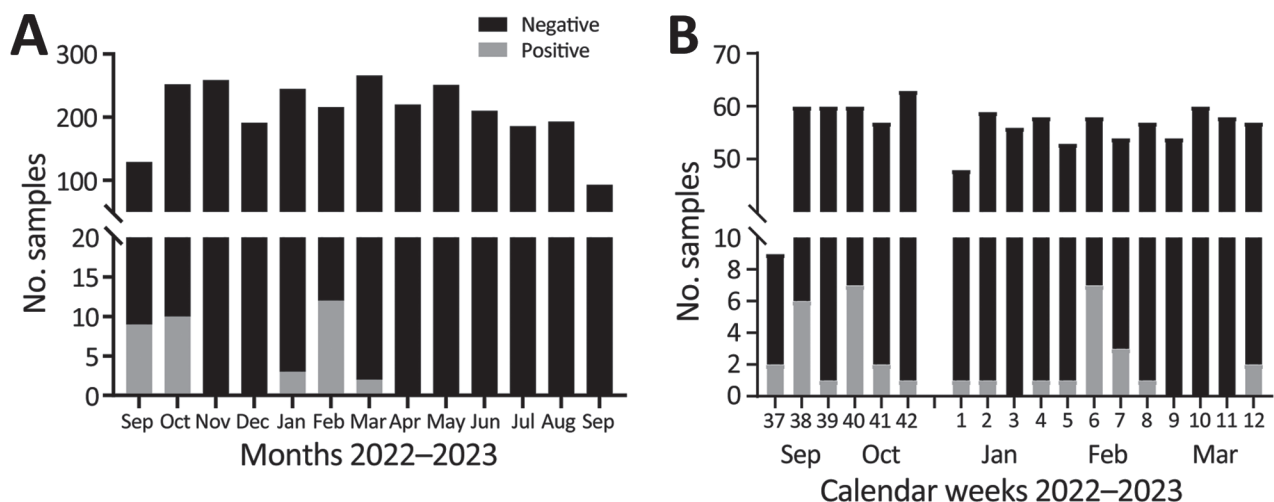 A
Negative
Positive
300
200
100
20
15
10
5
0
No. samples
Sep Oct Nov Dec Jan Feb Mar Apr May Jun Jul Aug Sep
Months 2022–2023
B
70
60
50
10
8
6
4
2
0
No. samples
37 38 39 40 41 42 1 2 3 4 5 6 7 8 9 10 11 12
Sep Oct Jan Feb Mar
Calendar weeks 2022–2023